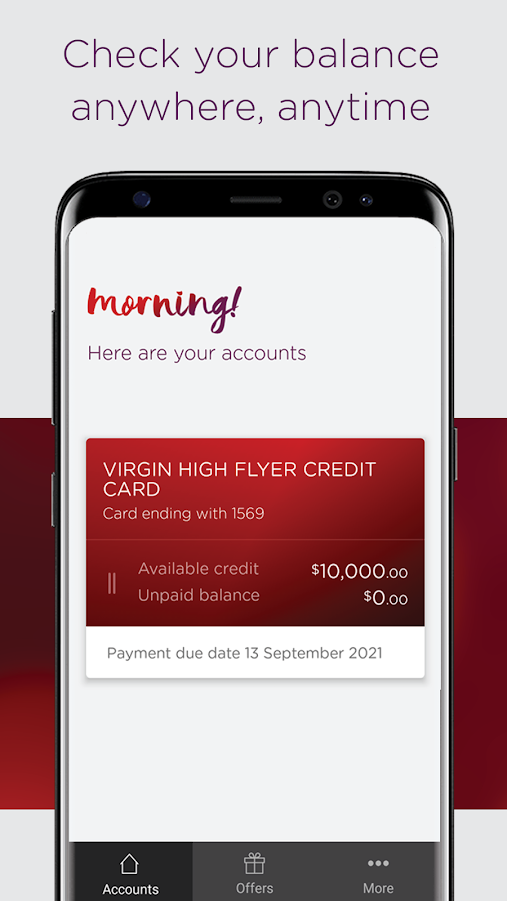 Check your balance
anywhere, anytime
morning!
Here are your accounts
VIRGIN HIGH FLYER CREDIT
CARD
Card ending with 1569
Available credit $10,000.00
Unpaid balance $0.00
Payment due date 13 September 2021
Accounts Offers More